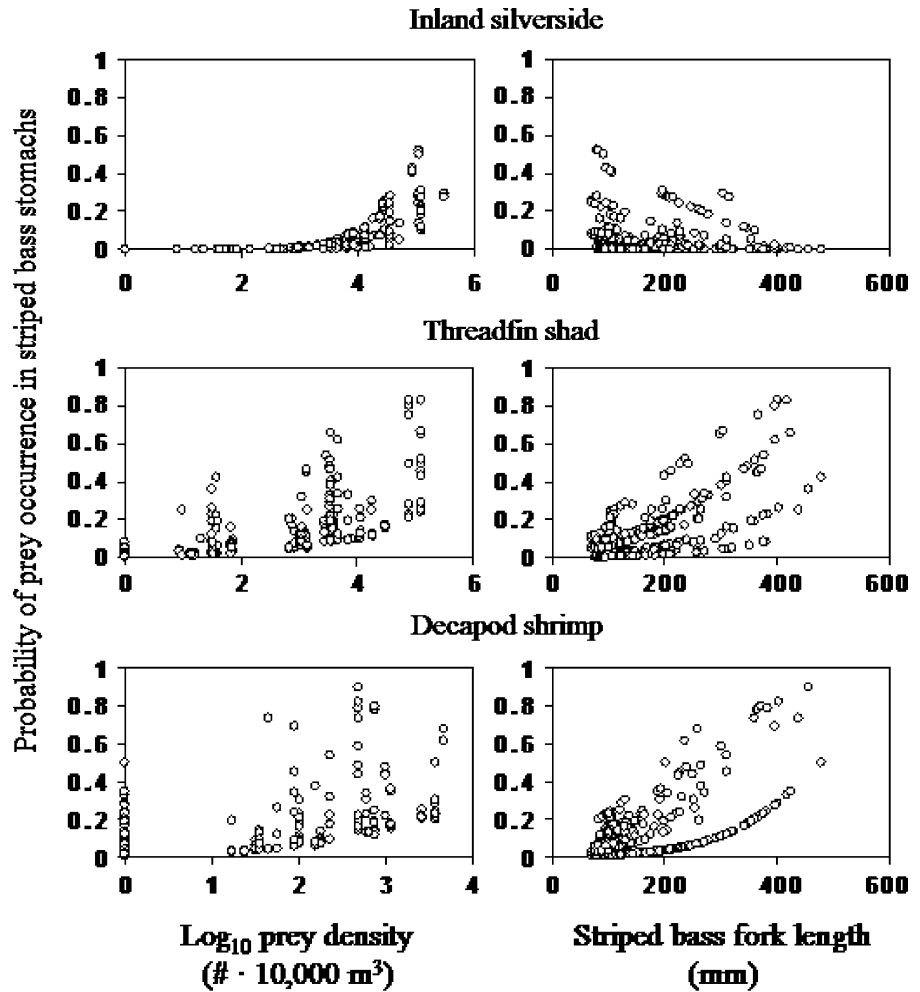 Inland silverside
Probability of prey occurrence in striped bass stomachs
1
0.8
0.6
0.4
0.2
0
0 2 4 6
1
0.8
0.6
0.4
0.2
0
0 200 400 600
Threadfin shad
1
0.8
0.6
0.4
0.2
0
0 2 4 6
1
0.8
0.6
0.4
0.2
0
0 200 400 600
Decapod shrimp
1
0.8
0.6
0.4
0.2
0
0 1 2 3 4
1
0.8
0.6
0.4
0.2
0
0 200 400 600
Log₁₀ prey density
(# · 10,000 m³)
Striped bass fork length
(mm)